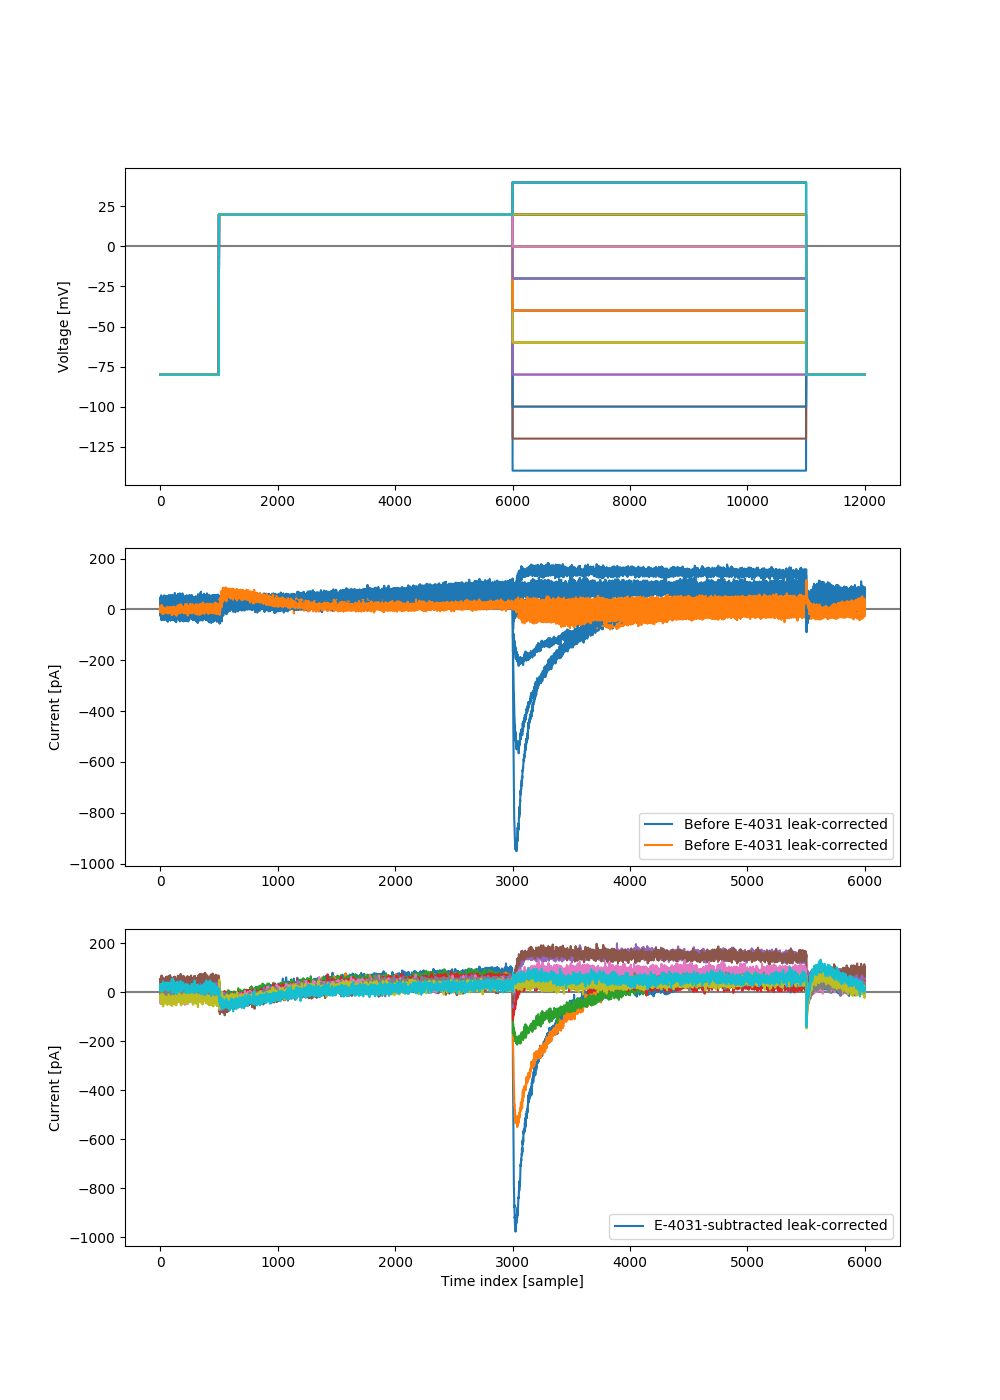 25
0
−25
−50
−75
−100
−125
Voltage [mV]
0 2000 4000 6000 8000 10000 12000
200
0
−200
−400
−600
−800
−1000
Current [pA]
Before E-4031 leak-corrected
Before E-4031 leak-corrected
0 1000 2000 3000 4000 5000 6000
200
0
−200
−400
−600
−800
−1000
Current [pA]
E-4031-subtracted leak-corrected
0 1000 2000 3000 4000 5000 6000
Time index [sample]